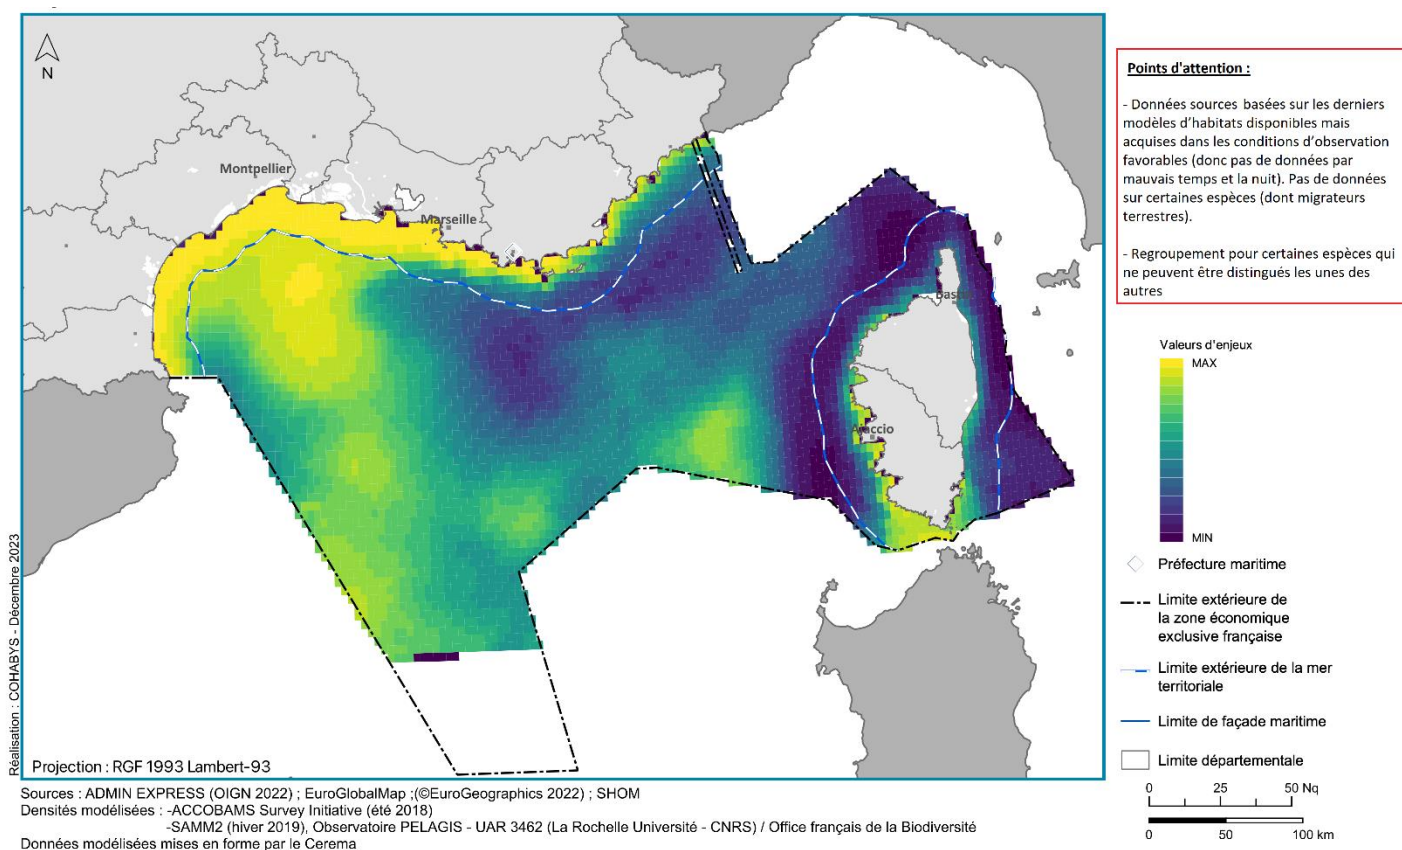 N
Montpellier
Marseille
Ajaccio
Réalisation : COHABYS - Décembre 2023
Projection : RGF 1993 Lambert-93
Points d'attention :
- Données sources basées sur les derniers
modèles d'habitats disponibles mais
acquises dans les conditions d'observation
favorables (donc pas de données par
mauvais temps et la nuit). Pas de données
sur certaines espèces (dont migrateurs
terrestres).
- Regroupement pour certaines espèces qui
ne peuvent être distingués les unes des
autres
Valeurs d'enjeux
MAX
MIN
Préfecture maritime
Limite extérieure de
la zone économique
exclusive française
Limite extérieure de la mer
territoriale
Limite de façade maritime
Limite départementale
0 25 50 Nq
0 50 100 km
Sources : ADMIN EXPRESS (OIGN 2022) ; EuroGlobalMap ;(©EuroGeographics 2022) ; SHOM
Densités modélisées : -ACCOBAMS Survey Initiative (été 2018)
-SAMM2 (hiver 2019), Observatoire PELAGIS - UAR 3462 (La Rochelle Université - CNRS) / Office français de la Biodiversité
Données modélisées mises en forme par le Cerema